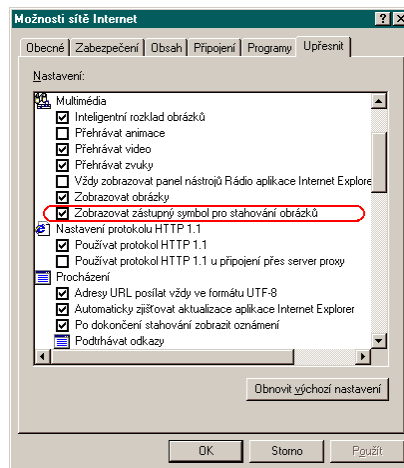 Možnosti sítě Internet
Obecné Zabezpečení Obsah Připojení Programy Upřesnit
Nastavení:
Multimédia
Inteligentní rozklad obrázků
Přehrávat animace
Přehrávat video
Přehrávat zvuky
Vždy zobrazovat panel nástrojů Rádio aplikace Internet Explore
Zobrazovat obrázky
Zobrazovat zástupný symbol pro stahování obrázků
Nastavení protokolu HTTP 1.1
Používat protokol HTTP 1.1
Používat protokol HTTP 1.1 u připojení přes server proxy
Procházení
Adresy URL posílat vždy ve formátu UTF-8
Automaticky zjišťovat aktualizace aplikace Internet Explorer
Po dokončení stahování zobrazit oznámení
Podtrhávat odkazy
Obnovit výchozí nastavení
OK Storno Použít